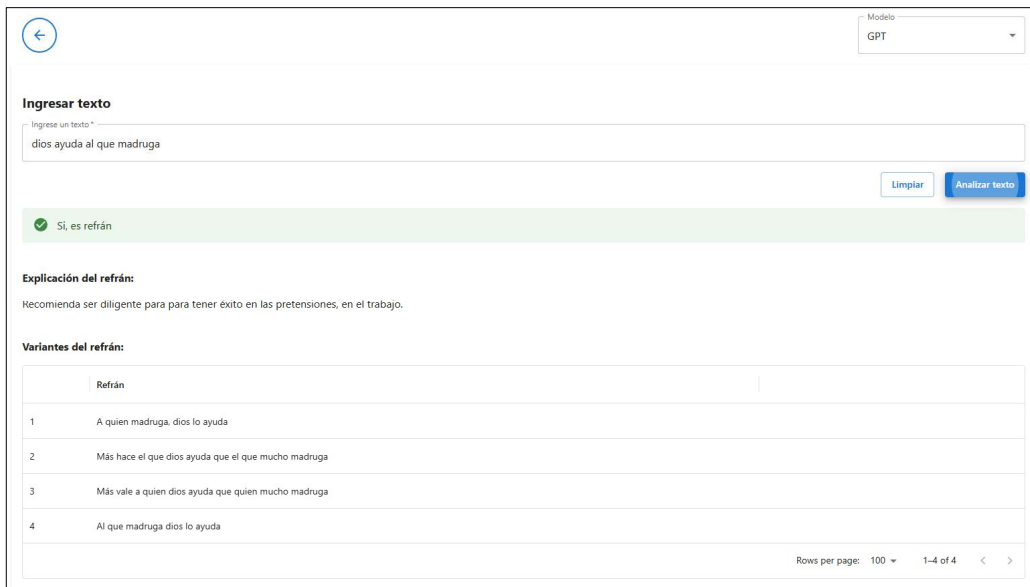 Modelo
GPT
Ingresar texto
Ingrese un texto *
dios ayuda al que madruga
Limpiar
Analizar texto
Si, es refrán
Explicación del refrán:
Recomienda ser diligente para para tener éxito en las pretensiones, en el trabajo.
Variantes del refrán:
Refrán
1 A quien madruga, dios lo ayuda
2 Más hace el que dios ayuda que el que mucho madruga
3 Más vale a quien dios ayuda que quien mucho madruga
4 Al que madruga dios lo ayuda
Rows per page: 100 1–4 of 4